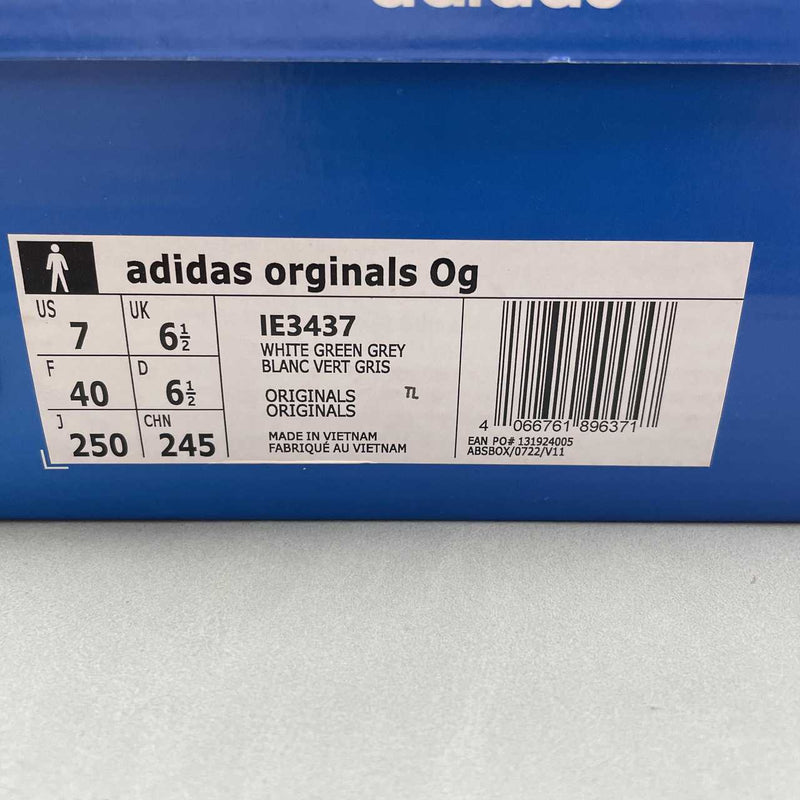 adidas
adidas orginals Og
US 7
UK 6½
F 40
D 6½
J 250
CHN 245
IE3437
WHITE GREEN GREY
BLANC VERT GRIS
ORIGINALS TL
ORIGINALS
MADE IN VIETNAM
FABRIQUÉ AU VIETNAM
4 066761 896371
EAN PO# 131924005
ABSBOX/0722/V11